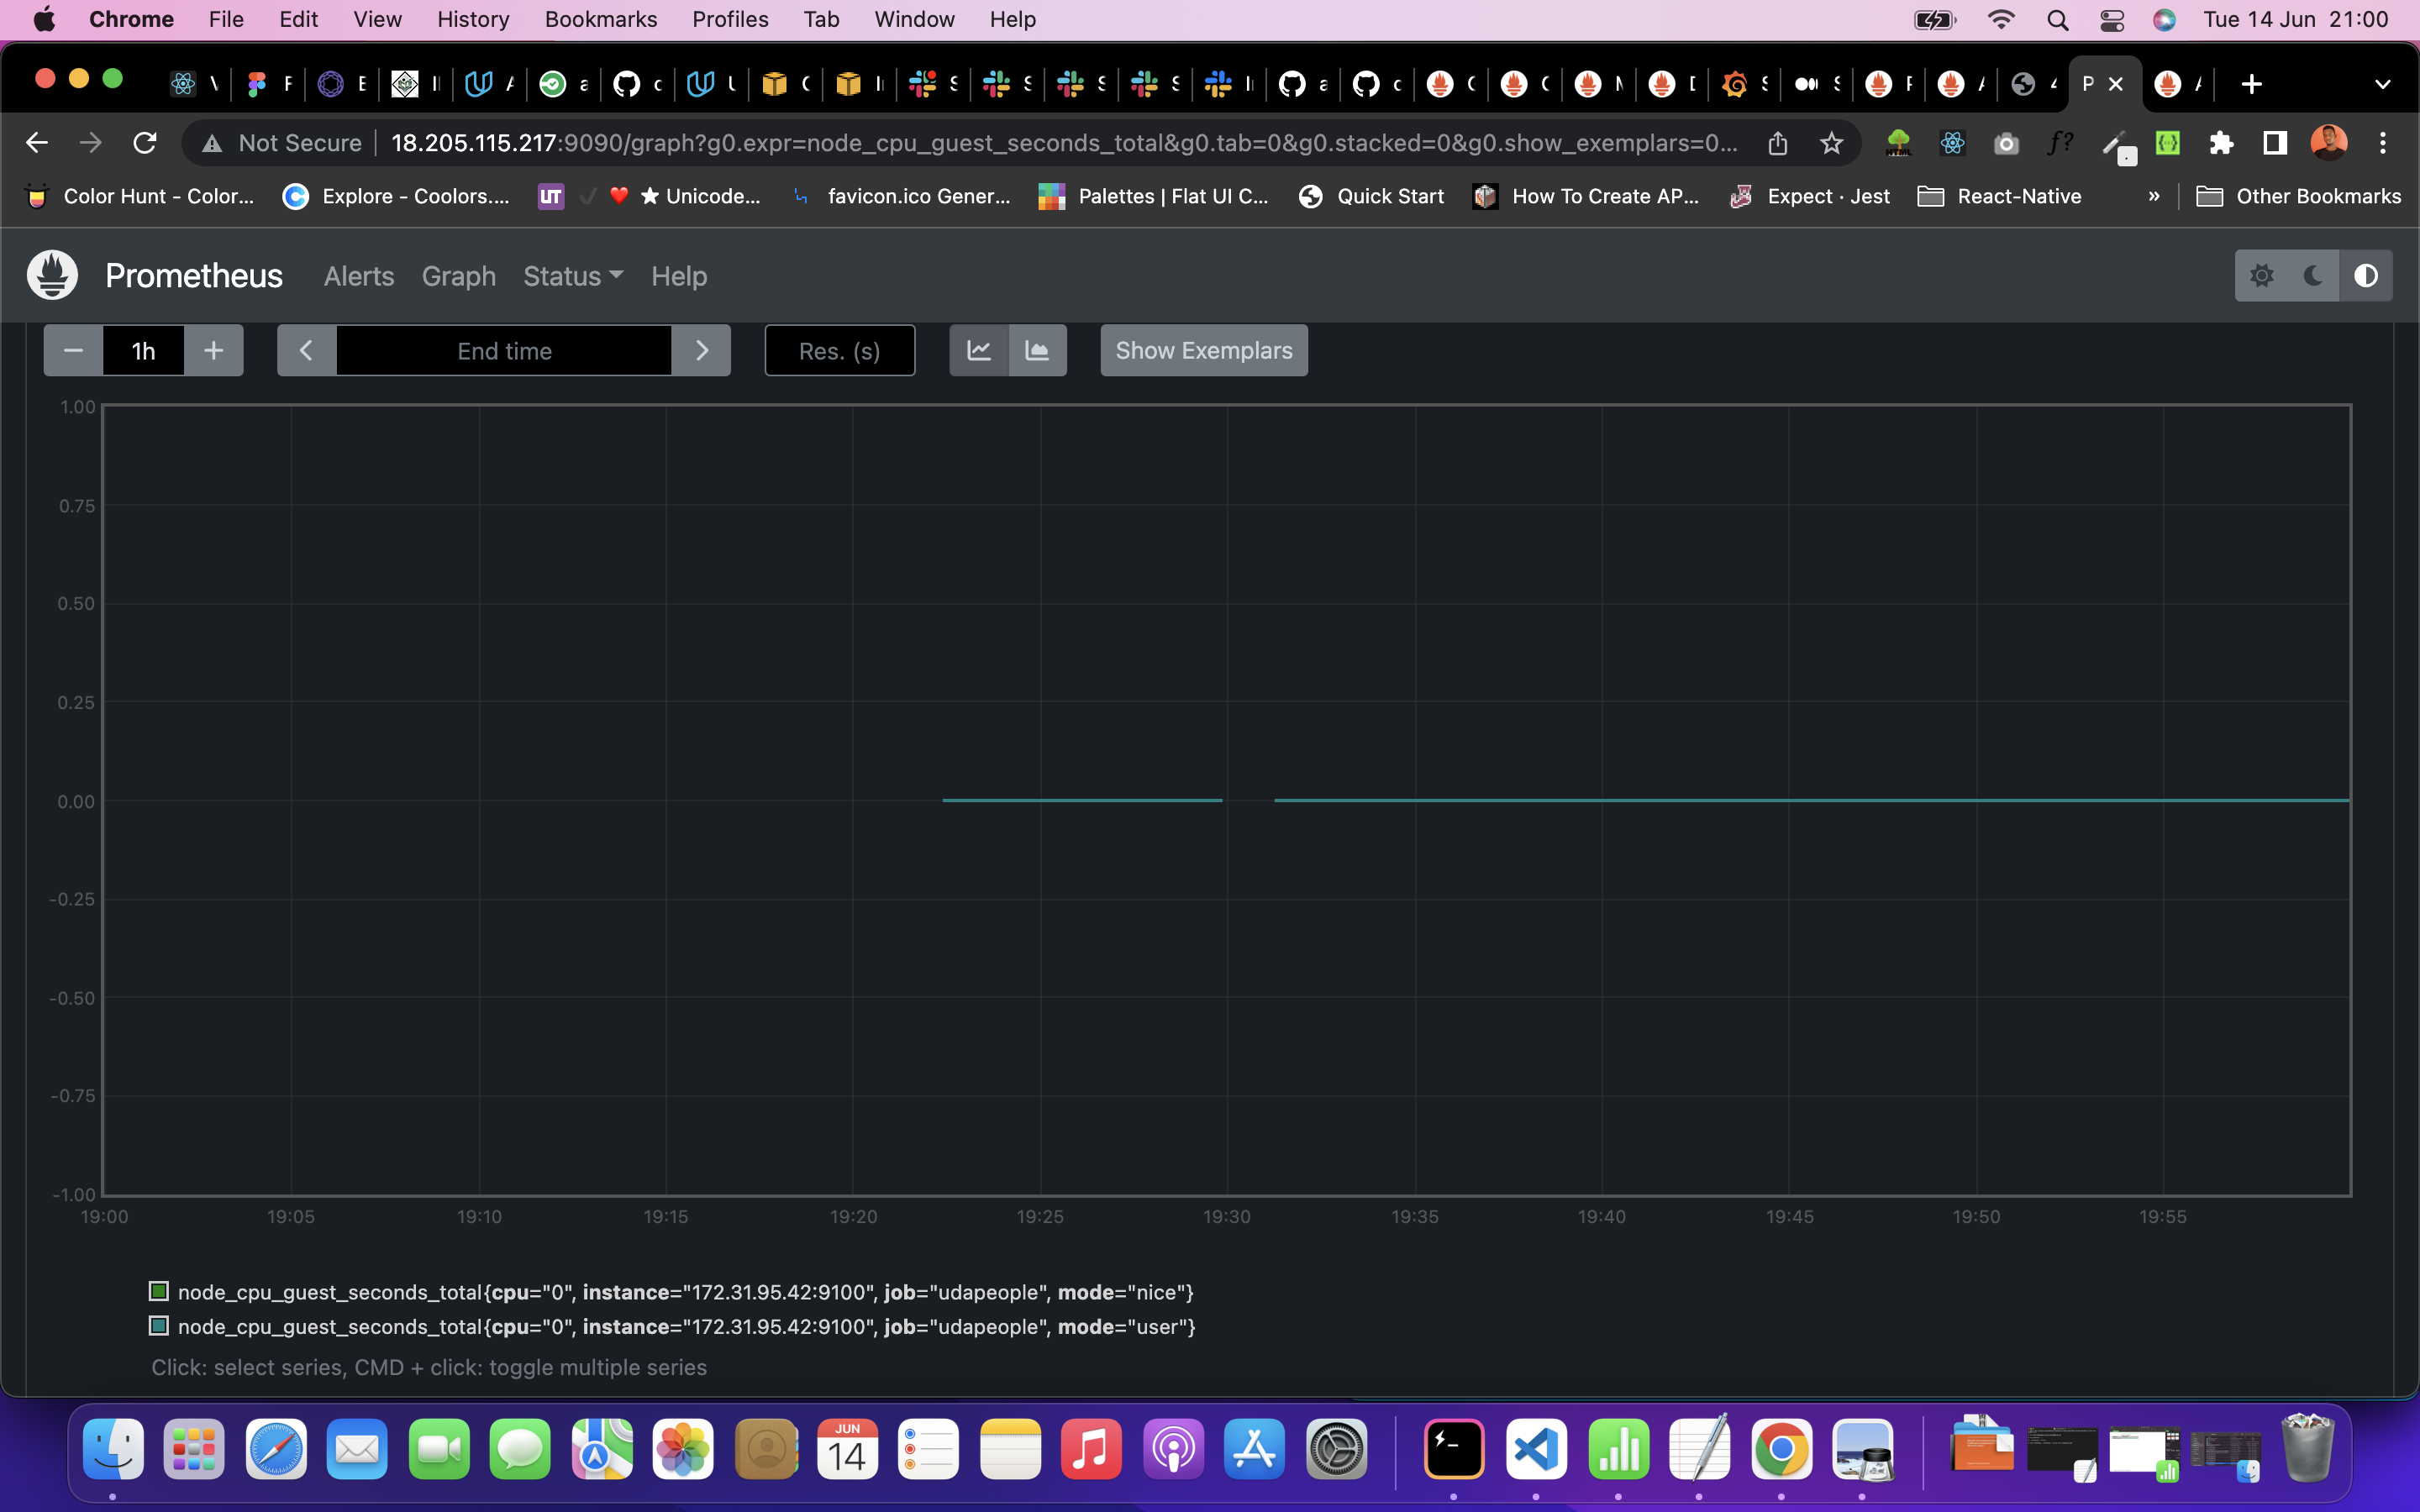 Chrome File Edit View History Bookmarks Profiles Tab Window Help Tue 14 Jun 21:00
Not Secure 18.205.115.217:9090/graph?g0.expr=node_cpu_guest_seconds_total&g0.tab=0&g0.stacked=0&g0.show_exemplars=0...
Color Hunt - Color... Explore - Coolors.... UT ✓ ❤️ ★ Unicode... favicon.ico Gener... Palettes | Flat UI C... Quick Start How To Create AP... Expect · Jest React-Native » Other Bookmarks
Prometheus Alerts Graph Status Help
− 1h + End time Res. (s) Show Exemplars
1.00
0.75
0.50
0.25
0.00
-0.25
-0.50
-0.75
-1.00
19:00 19:05 19:10 19:15 19:20 19:25 19:30 19:35 19:40 19:45 19:50 19:55
node_cpu_guest_seconds_total{cpu="0", instance="172.31.95.42:9100", job="udapeople", mode="nice"}
node_cpu_guest_seconds_total{cpu="0", instance="172.31.95.42:9100", job="udapeople", mode="user"}
Click: select series, CMD + click: toggle multiple series
JUN
14